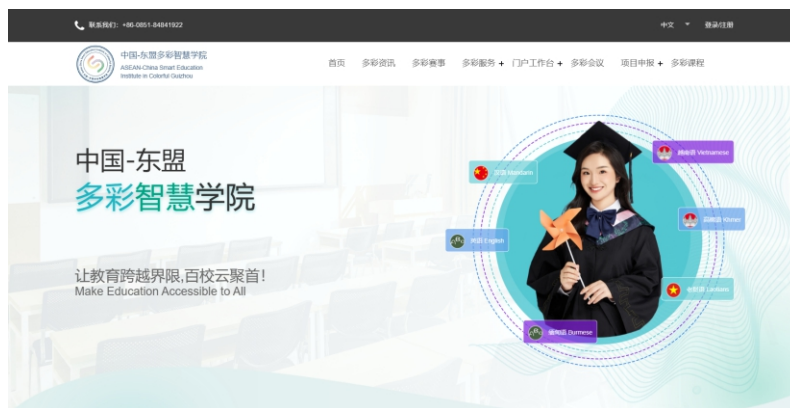 联系我们：+86-0851-84841922
中文
登录/注册
中国-东盟多彩智慧学院
ASEAN-China Smart Education
Institute in Colorful Guizhou
首页 多彩资讯 多彩赛事 多彩服务 + 门户工作台 + 多彩会议 项目申报 + 多彩课程
中国-东盟
多彩智慧学院
让教育跨越界限,百校云聚首!
Make Education Accessible to All
越南语 Vietnamese
汉语 Mandarin
高棉语 Khmer
英语 English
老挝语 Laotian
缅甸语 Burmese